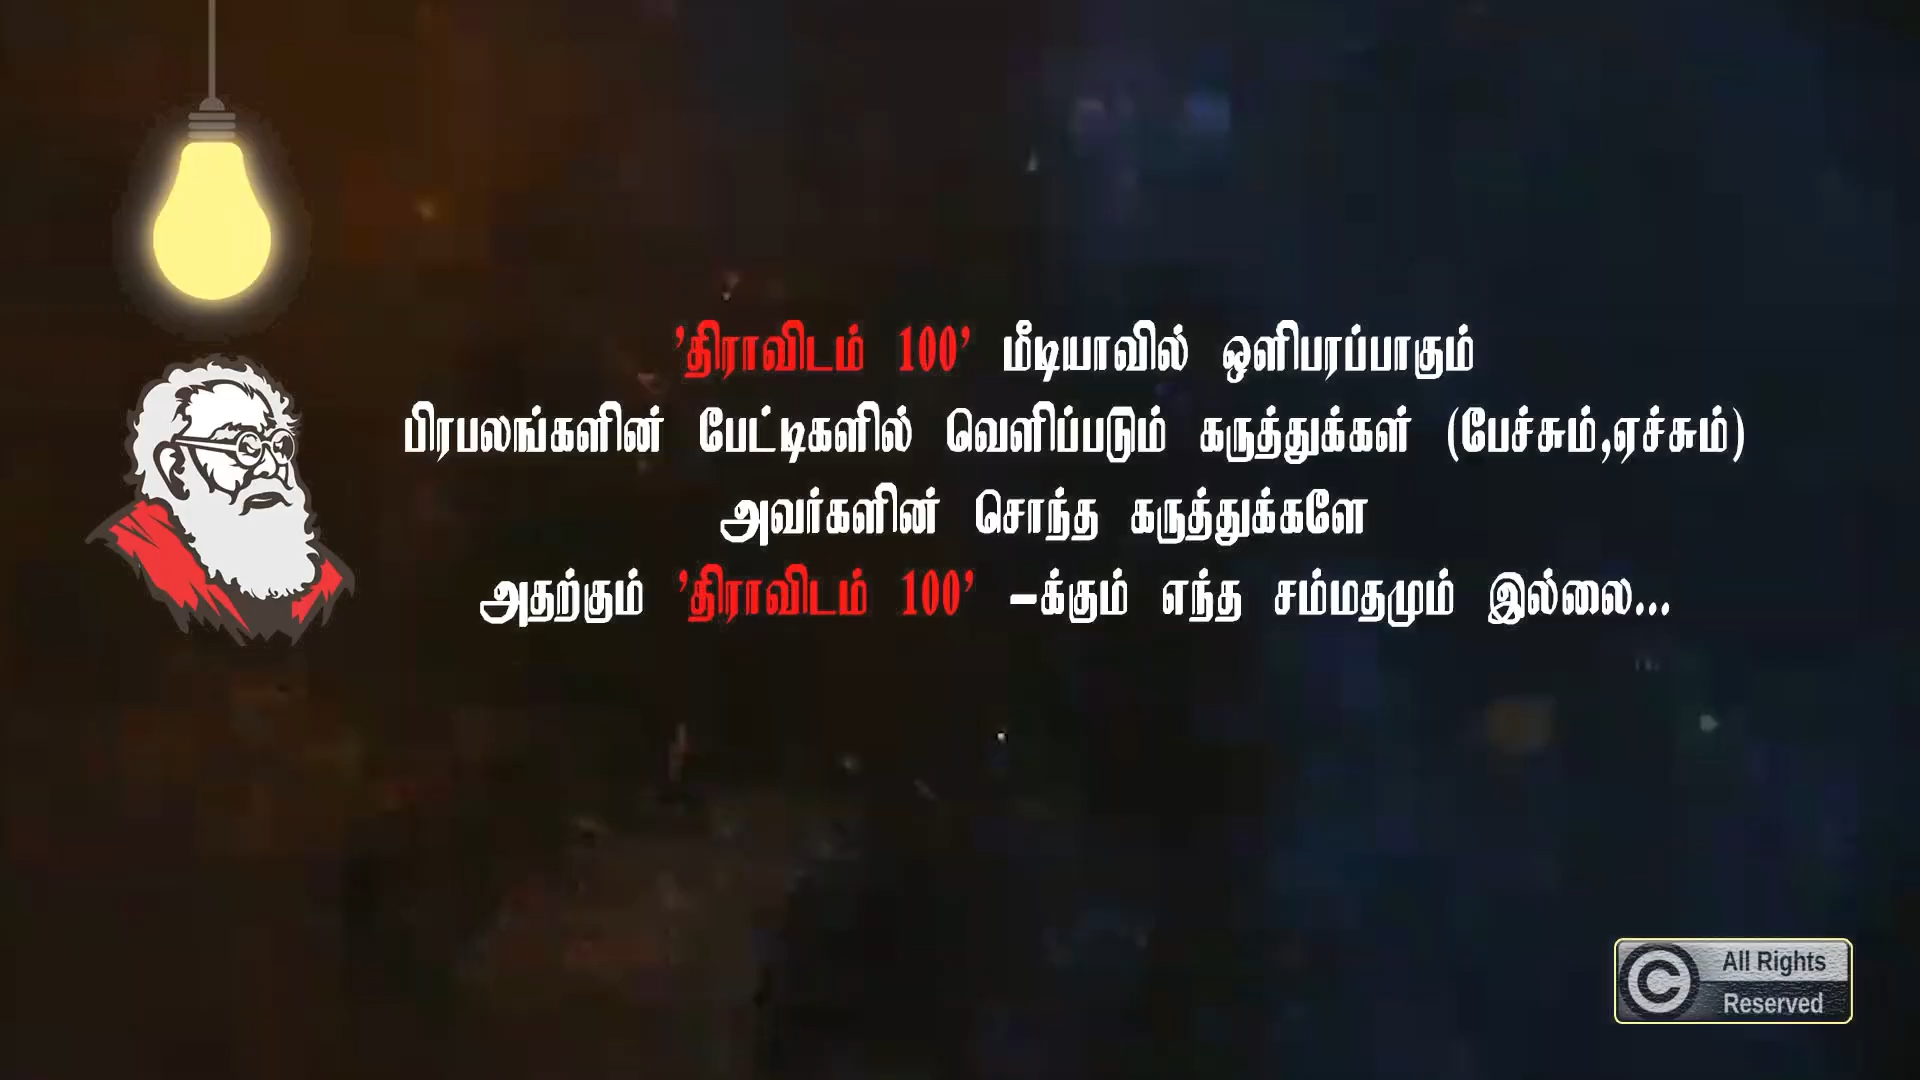 'திராவிடம் 100' மீடியாவில் ஒளிபரப்பாகும்
பிரபலங்களின் பேட்டிகளில் வெளிப்படும் கருத்துக்கள் (பேச்சும்,ஏச்சும்)
அவர்களின் சொந்த கருத்துக்களே
அதற்கும் 'திராவிடம் 100' -க்கும் எந்த சம்மதமும் இல்லை...
© All Rights
Reserved